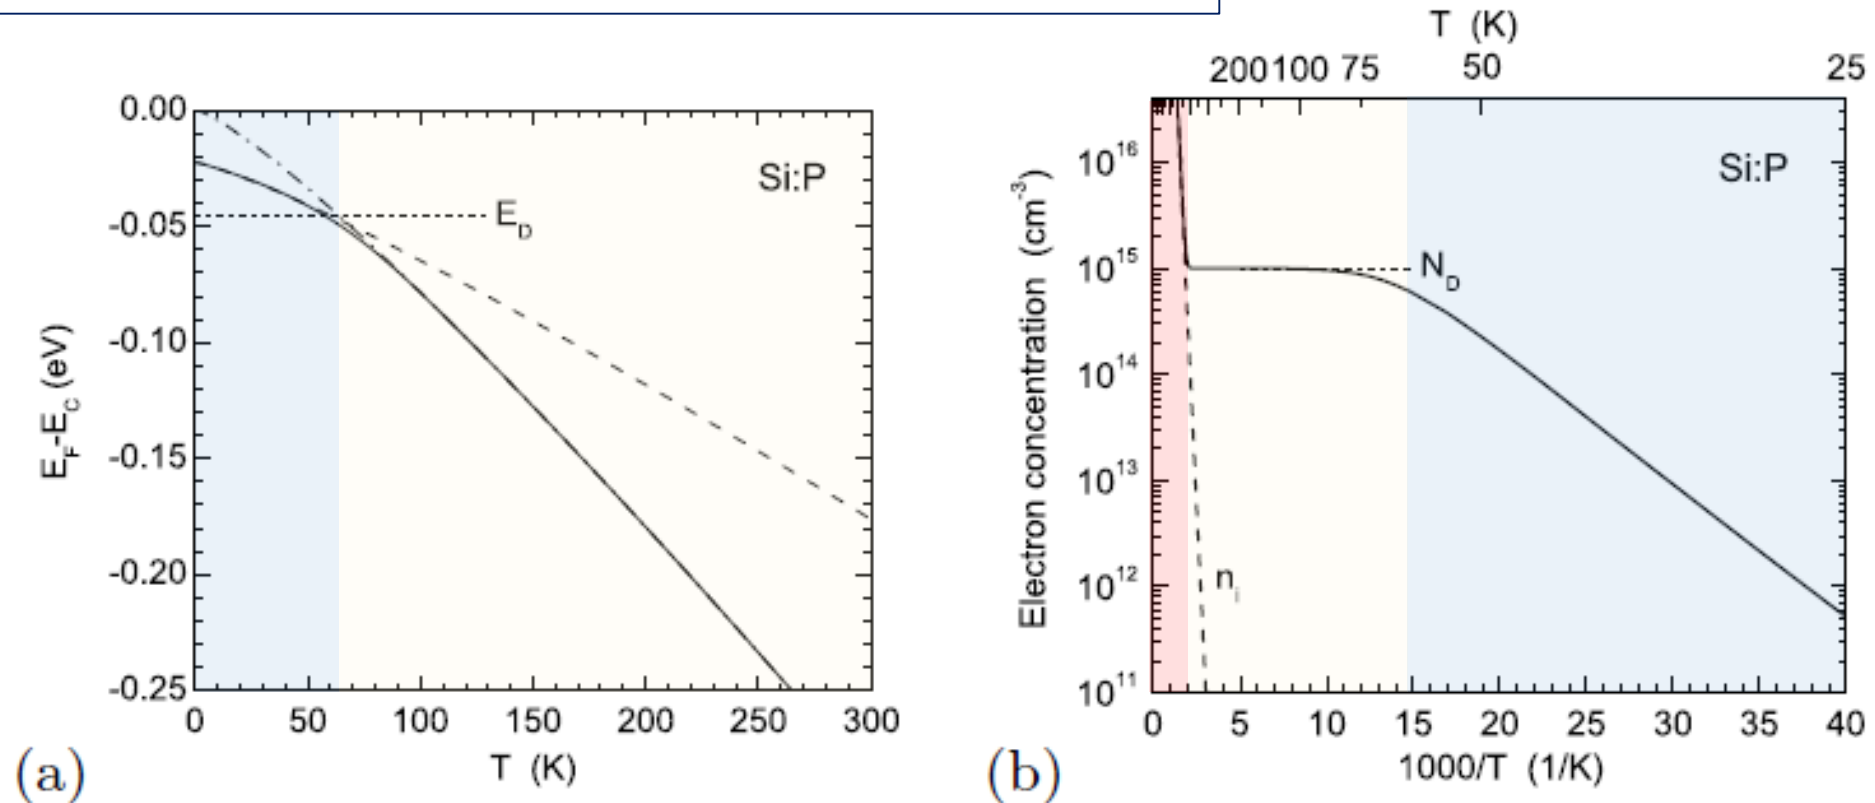 0.00
-0.05
-0.10
-0.15
-0.20
-0.25
E_F-E_C (eV)
Si:P
E_D
0 50 100 150 200 250 300
T (K)
(a)
T (K)
200 100 75 50 25
10^16
10^15
10^14
10^13
10^12
10^11
Electron concentration (cm^-3)
Si:P
N_D
n_i
0 5 10 15 20 25 30 35 40
1000/T (1/K)
(b)